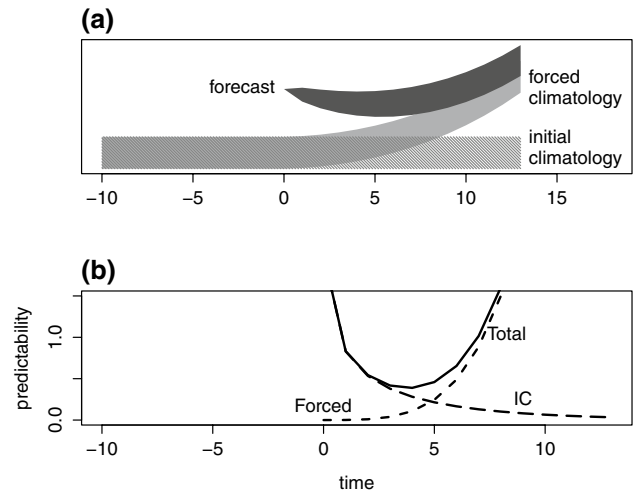 (a)
forecast
forced
climatology
initial
climatology
−10 −5 0 5 10 15
(b)
predictability
1.0
0.0
Total
Forced
IC
−10 −5 0 5 10
time